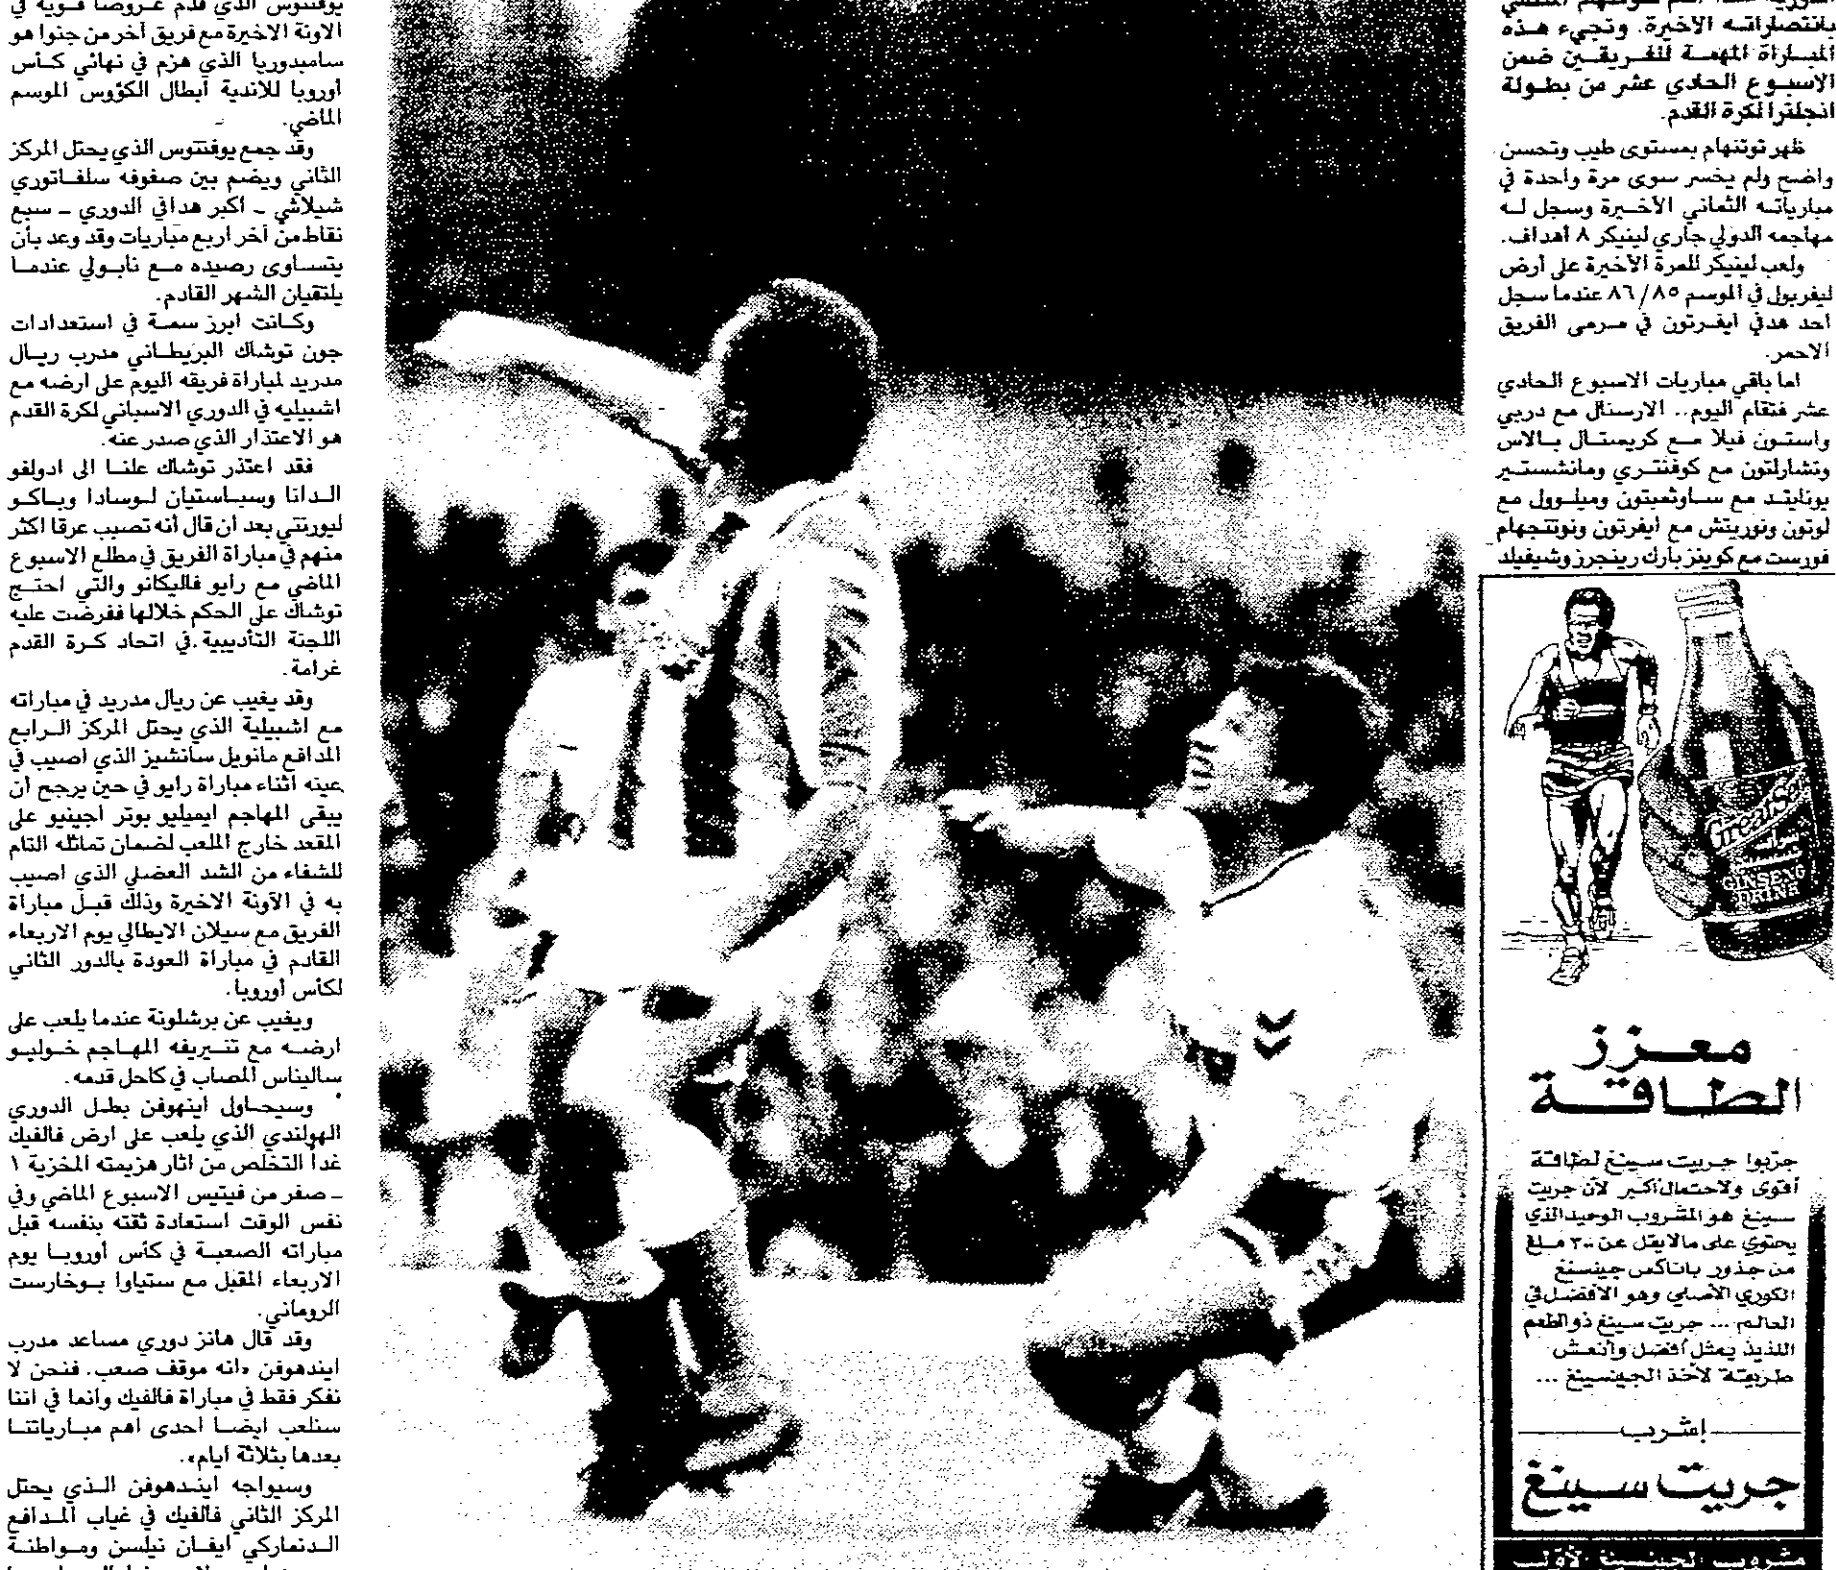 بانتصاراته الاخيرة. وتجيء هذه
المباراة المهمة للفريقين ضمن
الاسبوع الحادي عشر من بطولة
انجلترا لكرة القدم.
ظهر توتنهام بمستوى طيب وتحسن
واضح ولم يخسر سوى مرة واحدة في
مبارياته الثماني الأخيرة وسجل له
مهاجمه الدولي جاري لينيكر ٨ اهداف.
ولعب لينيكر للمرة الأخيرة على ارض
ليفربول في الموسم ٨٥/ ٨٦ عندما سجل
احد هدفي ايفرتون في مرمى الفريق
الاحمر.
اما باقي مباريات الاسبوع الحادي
عشر فتقام اليوم.. الارسنال مع دربي
واستون فيلا مع كريستال بالاس
وتشارلتون مع كوفنتري ومانشستير
يونايتد مع ساوثمبتون وميلوول مع
لوتون ونوريتش مع ايفرتون ونوتنجهام
فورست مع كوينز بارك رينجرز وشيفيلد
Greatsing
GINSENG
DRINK
معزز
الطاقة
جربوا جريت سينغ لطاقة
أقوى ولاحتمال أكبر لأن جريت
سينغ هو المشروب الوحيد الذي
يحتوي على مالا يقل عن ٣٠٠ ملغ
من جذور باناكس جينسنغ
الكوري الأصلي وهو الافضل في
العالم ... جريت سينغ ذو الطعم
اللذيذ يمثل أفضل وأنعش
طريقة لأخذ الجينسينغ ...
إشرب
جريت سينغ
مشروب الجينسينغ الأول
يوفنتوس الذي قدم عروضا قوية في
الاونة الاخيرة مع فريق آخر من جنوا هو
سامبدوريا الذي هزم في نهائي كأس
أوروبا للاندية أبطال الكؤوس الموسم
الماضي.
وقد جمع يوفنتوس الذي يحتل المركز
الثاني ويضم بين صفوفه سلفاتوري
شيلاشي - اكبر هدافي الدوري - سبع
نقاط من آخر اربع مباريات وقد وعد بأن
يتساوى رصيده مع نابولي عندما
يلتقيان الشهر القادم.
وكانت ابرز سمة في استعدادات
جون توشاك البريطاني مدرب ريال
مدريد لمباراة فريقه اليوم على ارضه مع
اشبيليه في الدوري الاسباني لكرة القدم
هو الاعتذار الذي صدر عنه.
فقد اعتذر توشاك علنا الى ادولفو
الدانا وسيباستيان لوسادا وباكو
ليورنتي بعد أن قال أنه تصبب عرقا اكثر
منهم في مباراة الفريق في مطلع الاسبوع
الماضي مع رايو فاليكانو والتي احتج
توشاك على الحكم خلالها ففرضت عليه
اللجنة التأديبية في اتحاد كرة القدم
غرامة.
وقد يغيب عن ريال مدريد في مباراته
مع اشبيلية الذي يحتل المركز الرابع
المدافع مانويل سانشيز الذي اصيب في
عينه اثناء مباراة رايو في حين يرجح أن
يبقى المهاجم ايميليو بوتر اجينيو على
المقعد خارج الملعب لضمان تماثله التام
للشفاء من الشد العضلي الذي اصيب
به في الآونة الاخيرة وذلك قبل مباراة
الفريق مع سيلان الايطالي يوم الاربعاء
القادم في مباراة العودة بالدور الثاني
لكأس أوروبا.
ويغيب عن برشلونة عندما يلعب على
ارضه مع تنيريفه المهاجم خوليو
ساليناس المصاب في كاحل قدمه.
وسيحاول اينهوفن بطل الدوري
الهولندي الذي يلعب على ارض فالفيك
غدا التخلص من اثار هزيمته المخزية ١
- صفر من فيتيس الاسبوع الماضي وفي
نفس الوقت استعادة ثقته بنفسه قبل
مباراته الصعبة في كأس أوروبا يوم
الاربعاء المقبل مع ستياوا بوخارست
الروماني.
وقد قال هانز دوري مساعد مدرب
ايندهوفن «انه موقف صعب. فنحن لا
نفكر فقط في مباراة فالفيك وانما في اننا
سنلعب ايضا احدى اهم مبارياتنا
بعدها بثلاثة ايام».
وسيواجه ايندهوفن الذي يحتل
المركز الثاني فالفيك في غياب المدافع
الدنماركي ايفان نيلسن ومواطنة